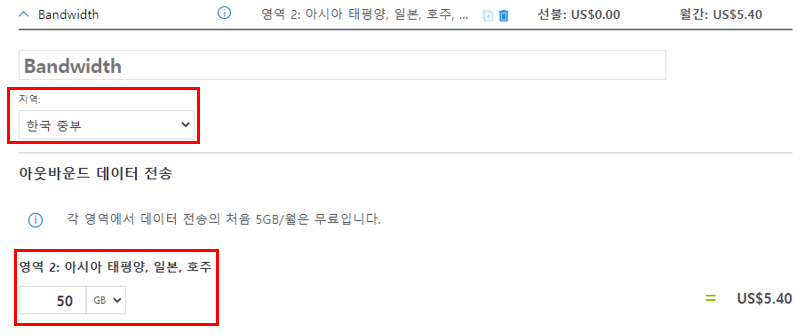 Bandwidth 영역 2: 아시아 태평양, 일본, 호주, ... 선불: US$0.00 월간: US$5.40
Bandwidth
지역:
한국 중부
아웃바운드 데이터 전송
각 영역에서 데이터 전송의 처음 5GB/월은 무료입니다.
영역 2: 아시아 태평양, 일본, 호주
50 GB = US$5.40